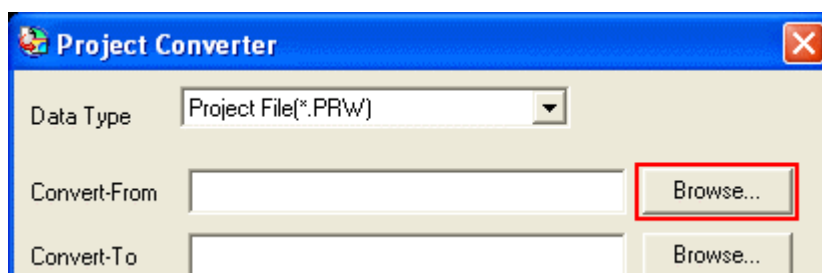 Project Converter
Data Type Project File(*.PRW)
Convert-From Browse...
Convert-To Browse...